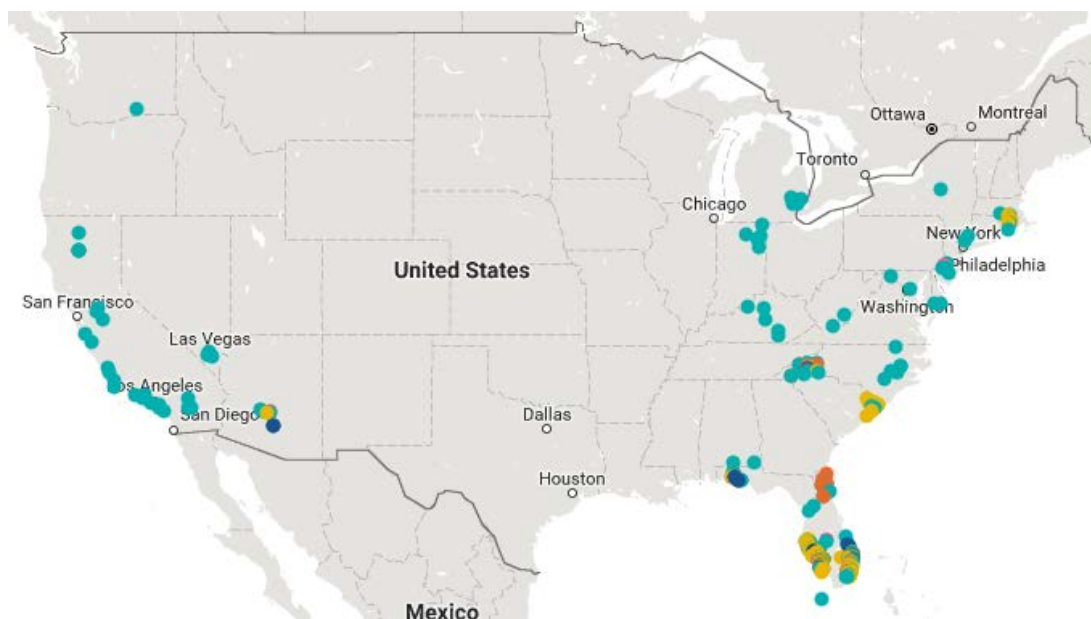 Ottawa
Montreal
Toronto
Chicago
New York
Philadelphia
United States
San Francisco
Washington
Las Vegas
Los Angeles
San Diego
Dallas
Houston
Mexico